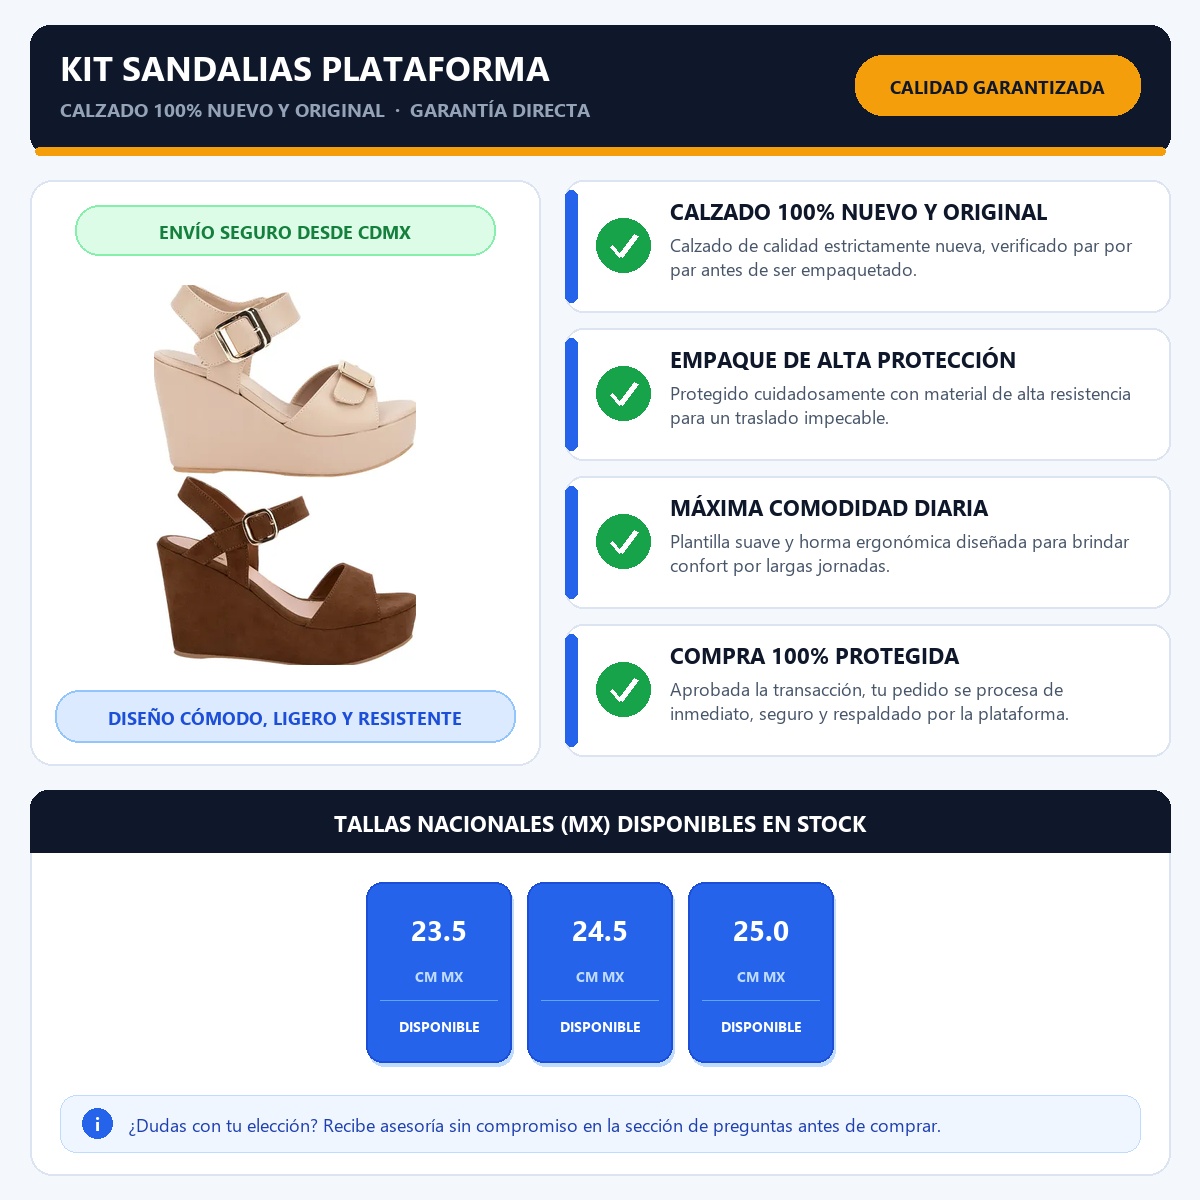 KIT SANDALIAS PLATAFORMA
CALZADO 100% NUEVO Y ORIGINAL · GARANTÍA DIRECTA
CALIDAD GARANTIZADA
ENVÍO SEGURO DESDE CDMX
DISEÑO CÓMODO, LIGERO Y RESISTENTE
CALZADO 100% NUEVO Y ORIGINAL
Calzado de calidad estrictamente nueva, verificado par por
par antes de ser empaquetado.
EMPAQUE DE ALTA PROTECCIÓN
Protegido cuidadosamente con material de alta resistencia
para un traslado impecable.
MÁXIMA COMODIDAD DIARIA
Plantilla suave y horma ergonómica diseñada para brindar
confort por largas jornadas.
COMPRA 100% PROTEGIDA
Aprobada la transacción, tu pedido se procesa de
inmediato, seguro y respaldado por la plataforma.
TALLAS NACIONALES (MX) DISPONIBLES EN STOCK
23.5
CM MX
DISPONIBLE
24.5
CM MX
DISPONIBLE
25.0
CM MX
DISPONIBLE
¿Dudas con tu elección? Recibe asesoría sin compromiso en la sección de preguntas antes de comprar.